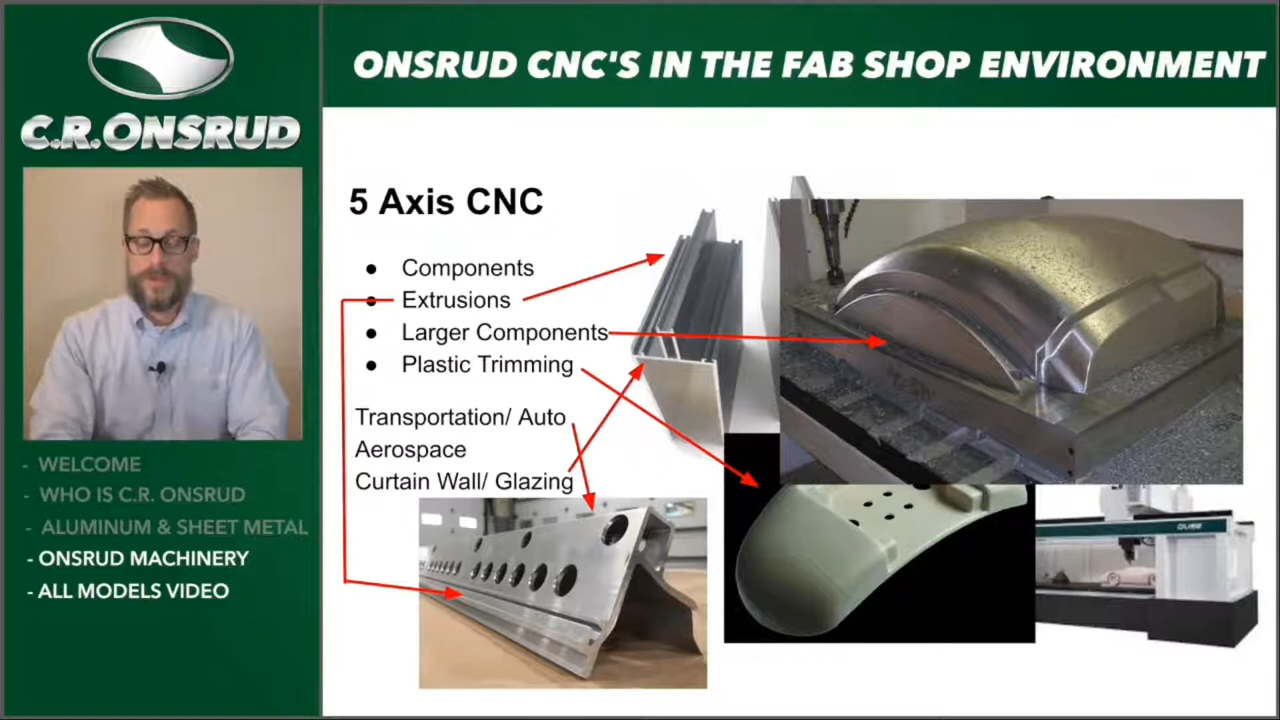 C.R.ONSRUD
ONSRUD CNC'S IN THE FAB SHOP ENVIRONMENT
5 Axis CNC
● Components
● Extrusions
● Larger Components
● Plastic Trimming
Transportation/ Auto
Aerospace
Curtain Wall/ Glazing
- WELCOME
- WHO IS C.R. ONSRUD
- ALUMINUM & SHEET METAL
- ONSRUD MACHINERY
- ALL MODELS VIDEO